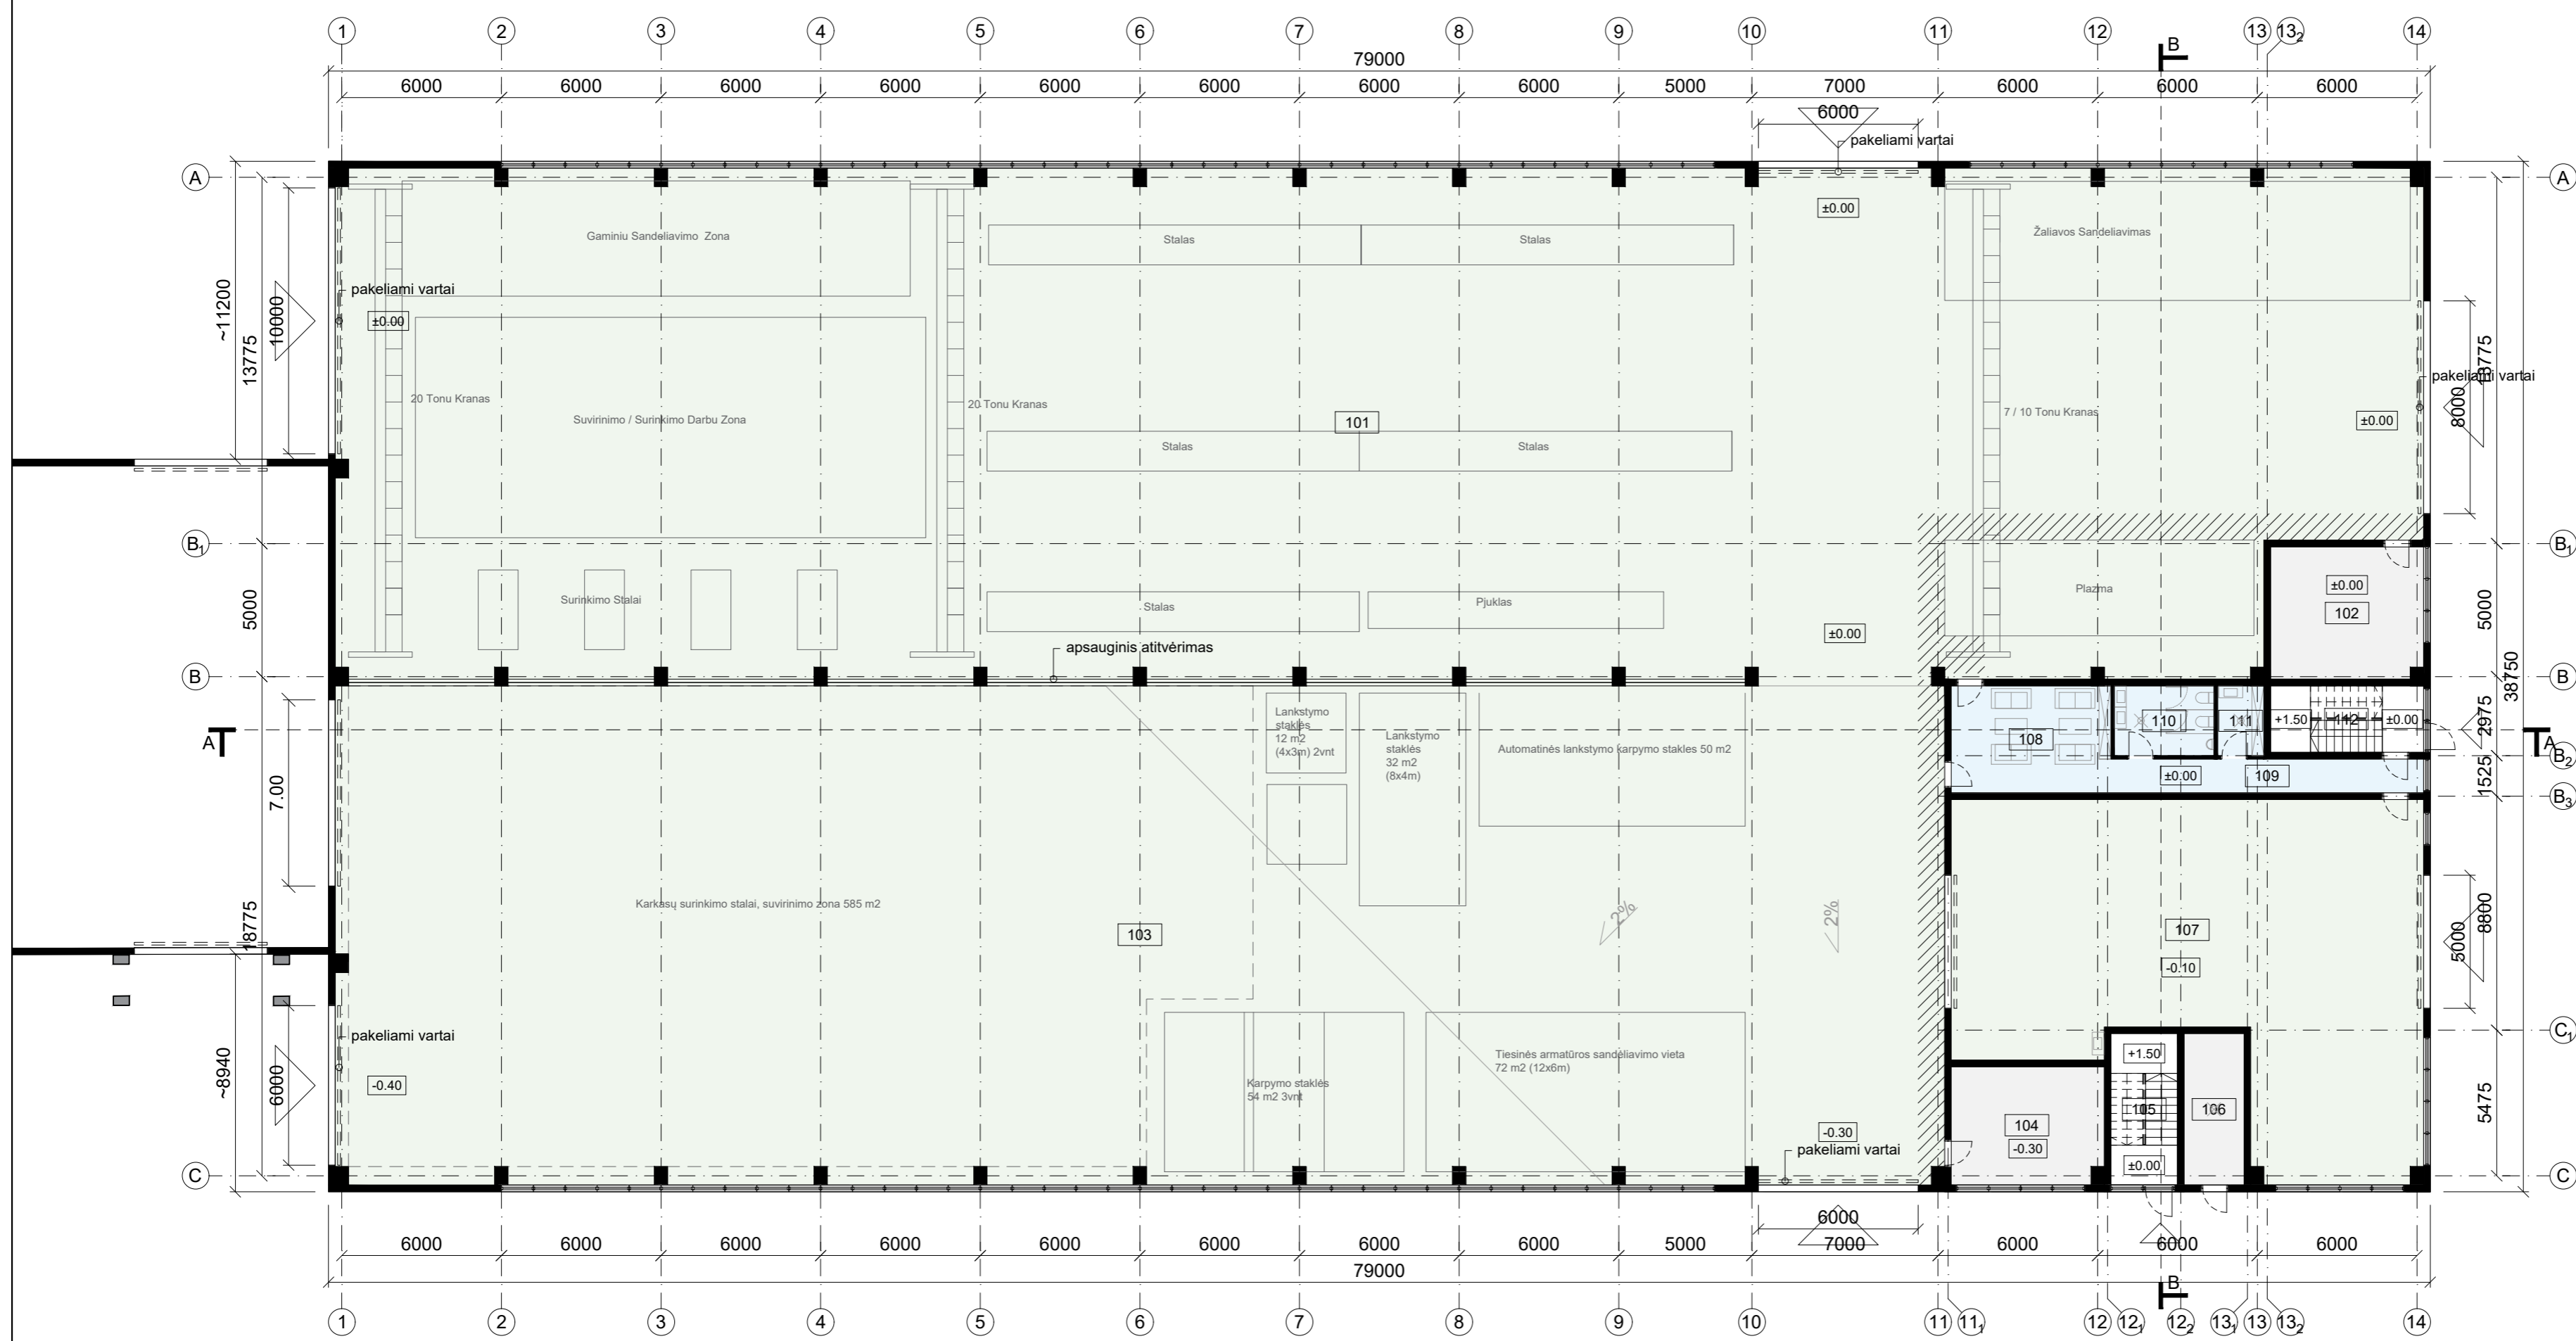 1 2 3 4 5 6 7 8 9 10 11 12 13 13₂ 14
B
79000
6000 6000 6000 6000 6000 6000 6000 6000 5000 7000 6000 6000 6000
6000
pakeliami vartai
A A
±0.00
Gaminiu Sandeliavimo Zona
Stalas Stalas
Žaliavos Sandeliavimas
~11200
10000
13775
pakeliami vartai
±0.00
13775
8000
pakeliami vartai
20 Tonu Kranas
20 Tonu Kranas
7 / 10 Tonu Kranas
±0.00
Suvirinimo / Surinkimo Darbu Zona
101
Stalas Stalas
B₁ B₁
5000
Surinkimo Stalai
Stalas
Pjuklas
Plazma
±0.00
102
5000
±0.00
apsauginis atitvėrimas
B B
38750
Lankstymo
staklės
12 m2
(4x3m) 2vnt
Lankstymo
staklės
32 m2
(8x4m)
Automatinės lankstymo karpymo stakles 50 m2
108
110
111
+1.50
112
±0.00
2975
A A
B₂
±0.00
109
1525
B₃
7.00
18775
Karkasų surinkimo stalai, suvirinimo zona 585 m2
103
2%
2%
107
-0.10
5000
8800
C₁
pakeliami vartai
-0.40
~8940
6000
Karpymo staklės
54 m2 3vnt
Tiesinės armatūros sandėliavimo vieta
72 m2 (12x6m)
+1.50
105
106
104
-0.30
±0.00
5475
-0.30
pakeliami vartai
C C
6000
6000 6000 6000 6000 6000 6000 6000 6000 5000 7000 6000 6000 6000
79000
B
1 2 3 4 5 6 7 8 9 10 11 11₁ 12 12₁ 12₂ 13₁ 13 13₂ 14